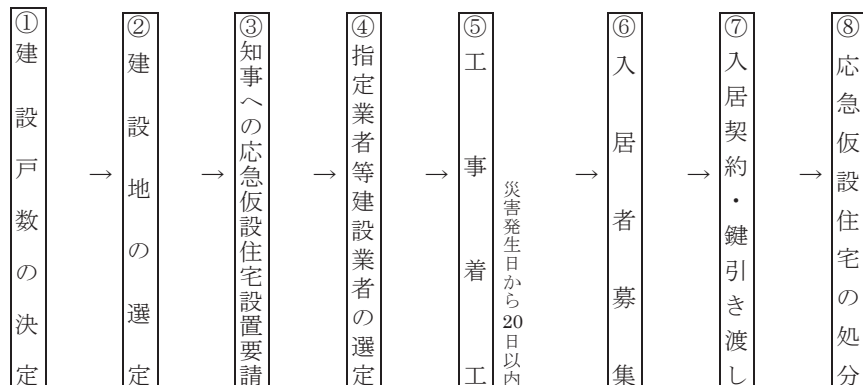 ①建設戸数の決定
→
②建設地の選定
→
③知事への応急仮設住宅設置要請
→
④指定業者等建設業者の選定
→
⑤工事着工
災害発生日から20日以内
→
⑥入居者募集
→
⑦入居契約・鍵引き渡し
→
⑧応急仮設住宅の処分